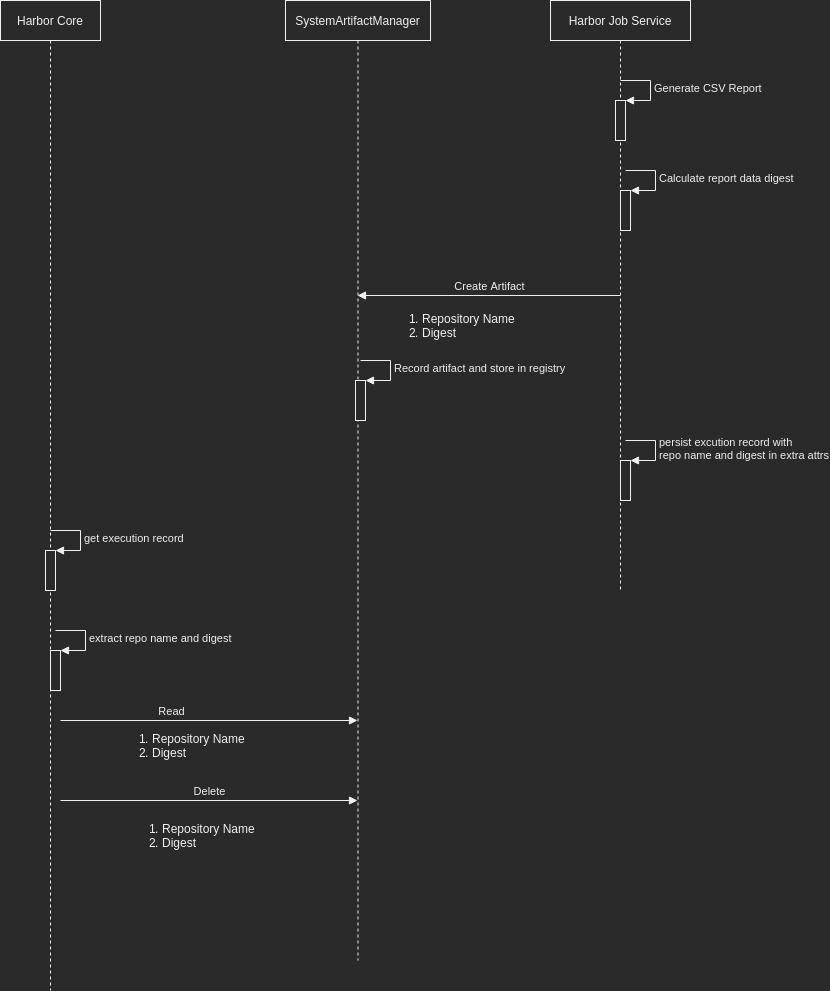 Harbor Core
SystemArtifactManager
Harbor Job Service
Generate CSV Report
Calculate report data digest
Create Artifact
1. Repository Name
2. Digest
Record artifact and store in registry
persist excution record with
repo name and digest in extra attrs
get execution record
extract repo name and digest
Read
1. Repository Name
2. Digest
Delete
1. Repository Name
2. Digest